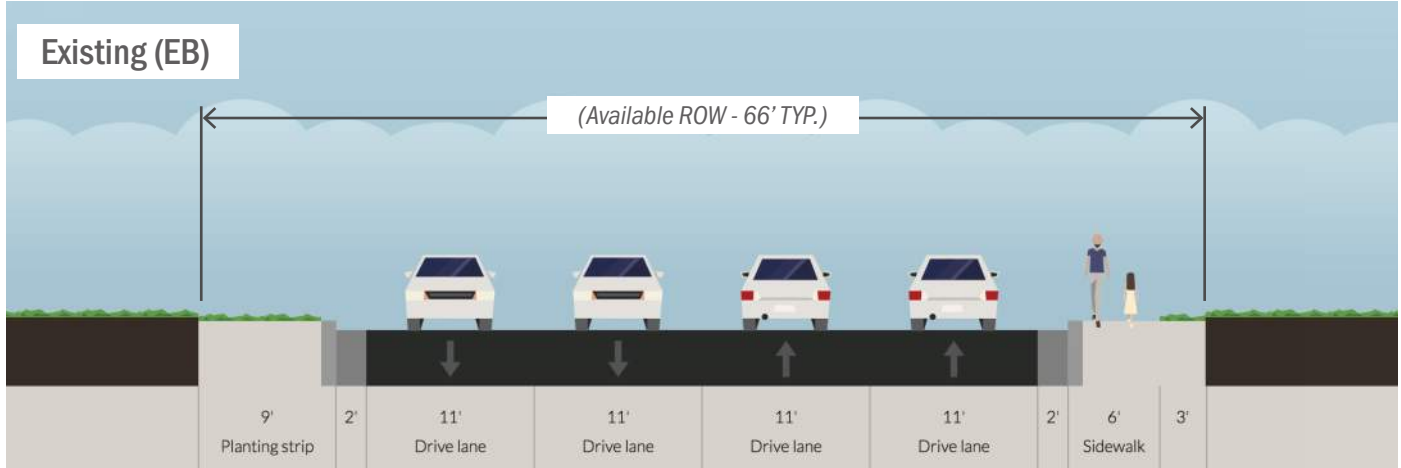 Existing (EB)
(Available ROW - 66' TYP.)
9' 2' 11' 11' 11' 11' 2' 6' 3'
Planting strip Drive lane Drive lane Drive lane Drive lane Sidewalk